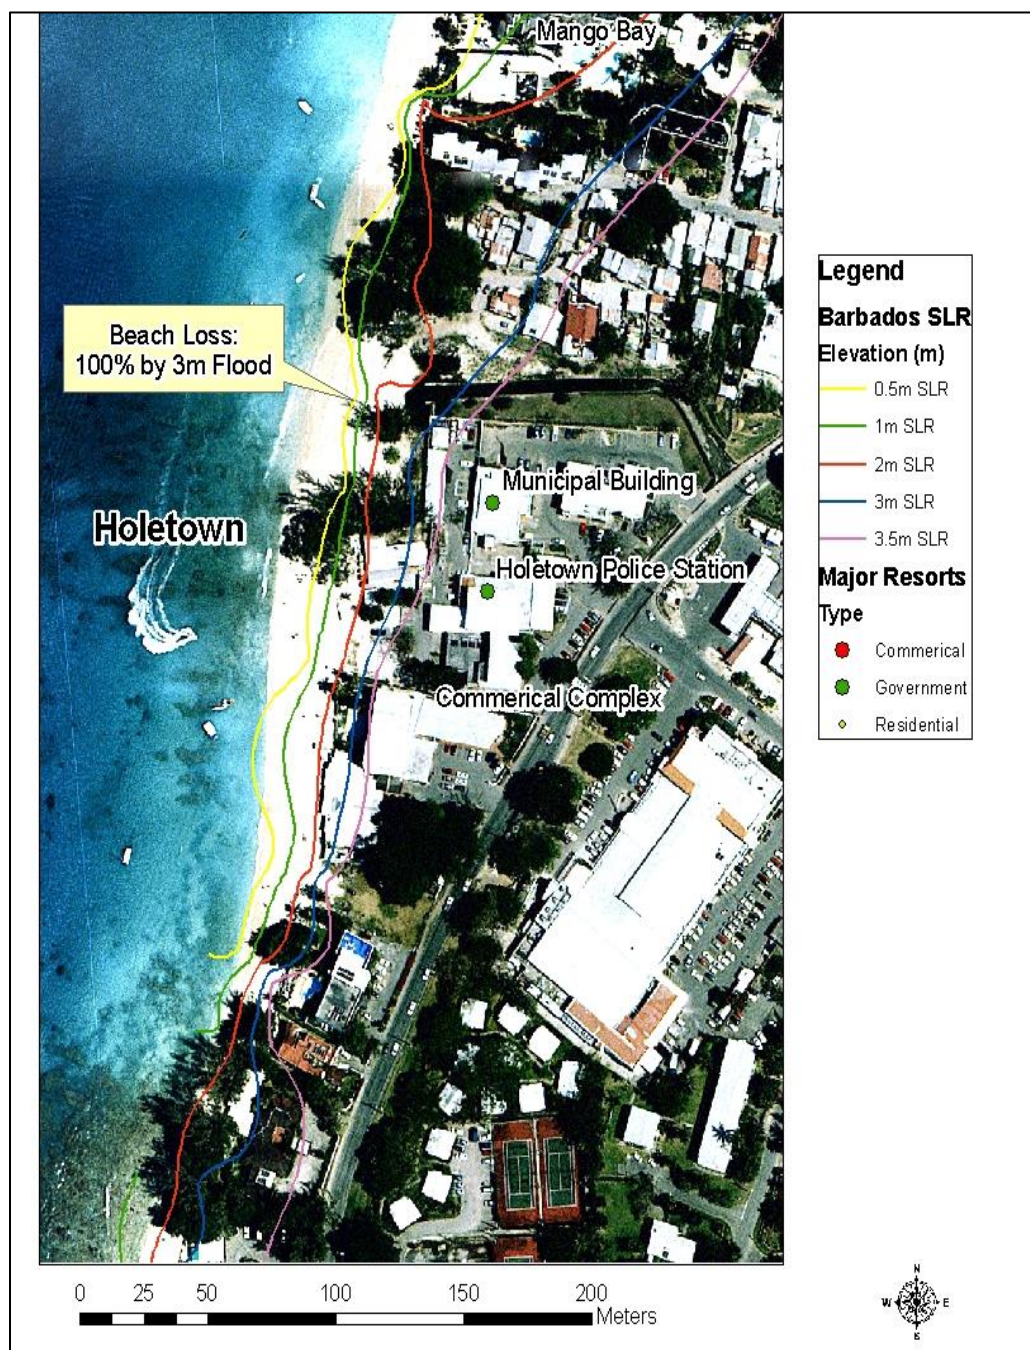 Mango Bay
Beach Loss:
100% by 3m Flood
Municipal Building
Holetown
Holetown Police Station
Commerical Complex
Legend
Barbados SLR
Elevation (m)
0.5m SLR
1m SLR
2m SLR
3m SLR
3.5m SLR
Major Resorts
Type
Commerical
Government
Residential
0 25 50 100 150 200
Meters
N
W E
S